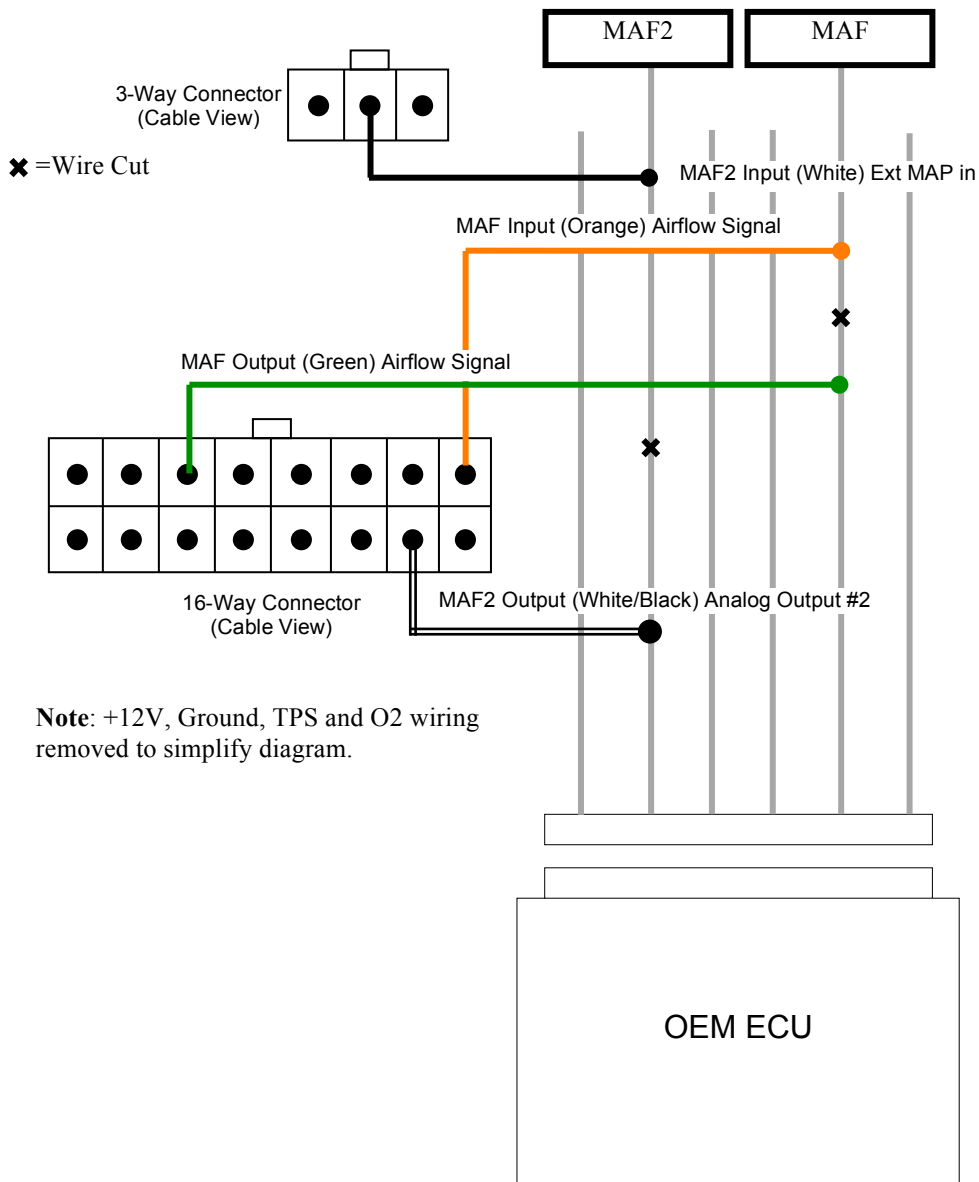 MAF2
MAF
3-Way Connector
(Cable View)
✖ =Wire Cut
MAF2 Input (White) Ext MAP in
MAF Input (Orange) Airflow Signal
MAF Output (Green) Airflow Signal
16-Way Connector
(Cable View)
MAF2 Output (White/Black) Analog Output #2
Note: +12V, Ground, TPS and O2 wiring
removed to simplify diagram.
OEM ECU